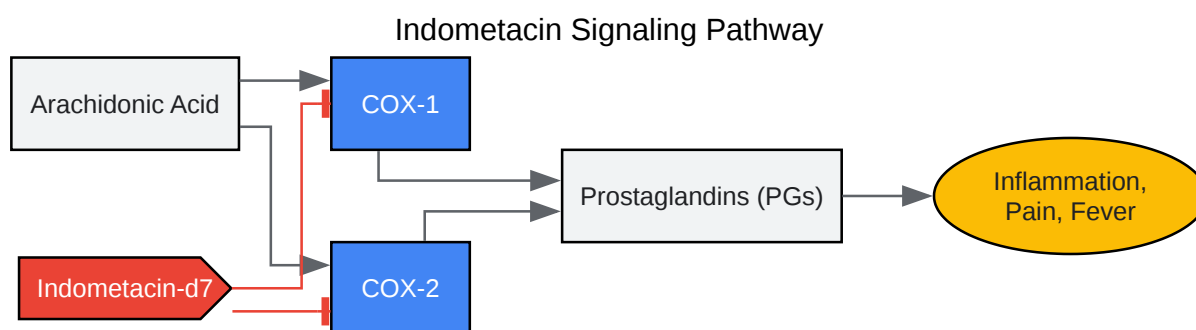 Indometacin Signaling Pathway
Arachidonic Acid
COX-1
Prostaglandins (PGs)
Inflammation,
Pain, Fever
Indometacin-d7
COX-2